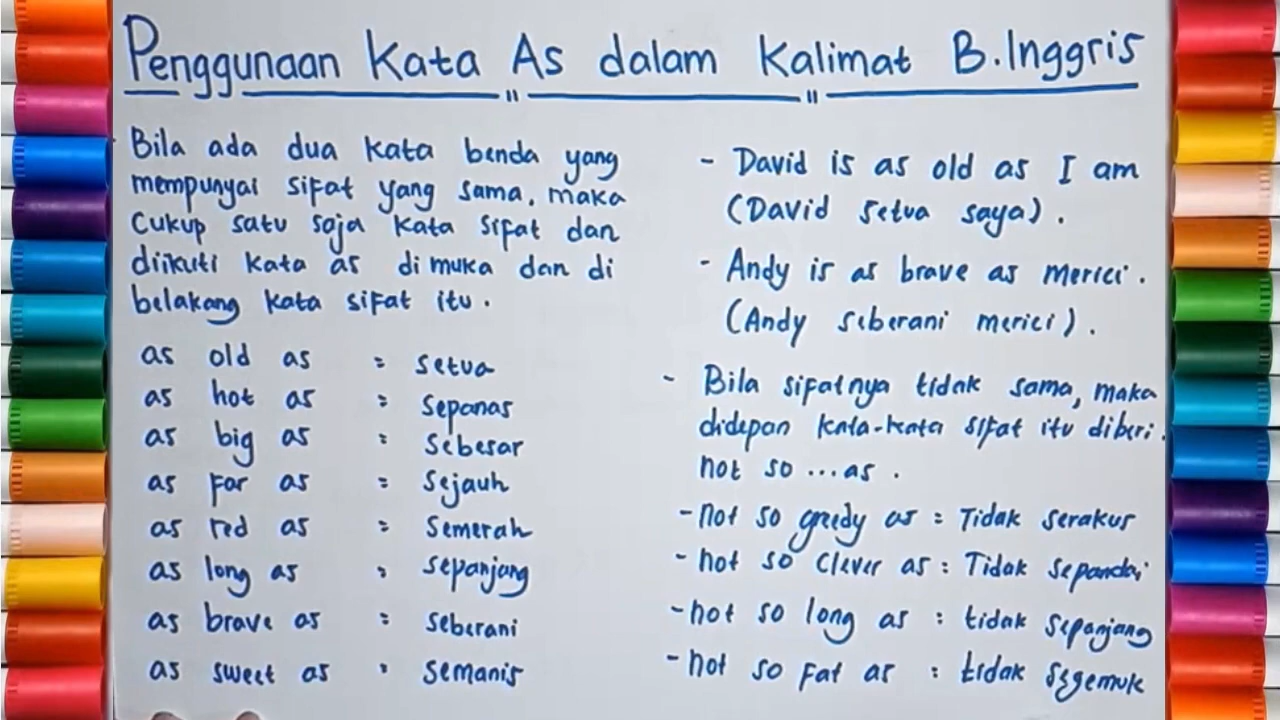 Penggunaan Kata As dalam Kalimat B.Inggris
Bila ada dua kata benda yang
mempunyai sifat yang sama, maka
cukup satu saja kata sifat dan
diikuti kata as di muka dan di
belakang kata sifat itu.
as old as = setua
as hot as = sepanas
as big as = sebesar
as far as = sejauh
as red as = semerah
as long as = sepanjang
as brave as = seberani
as sweet as = semanis
- David is as old as I am
(David setua saya).
- Andy is as brave as merici.
(Andy seberani merici).
- Bila sifatnya tidak sama, maka
didepan kata-kata sifat itu diberi.
not so ...as.
- not so greedy as : Tidak serakus
- not so clever as : Tidak sepandai
- not so long as : tidak sepanjang
- not so fat as : tidak segemuk